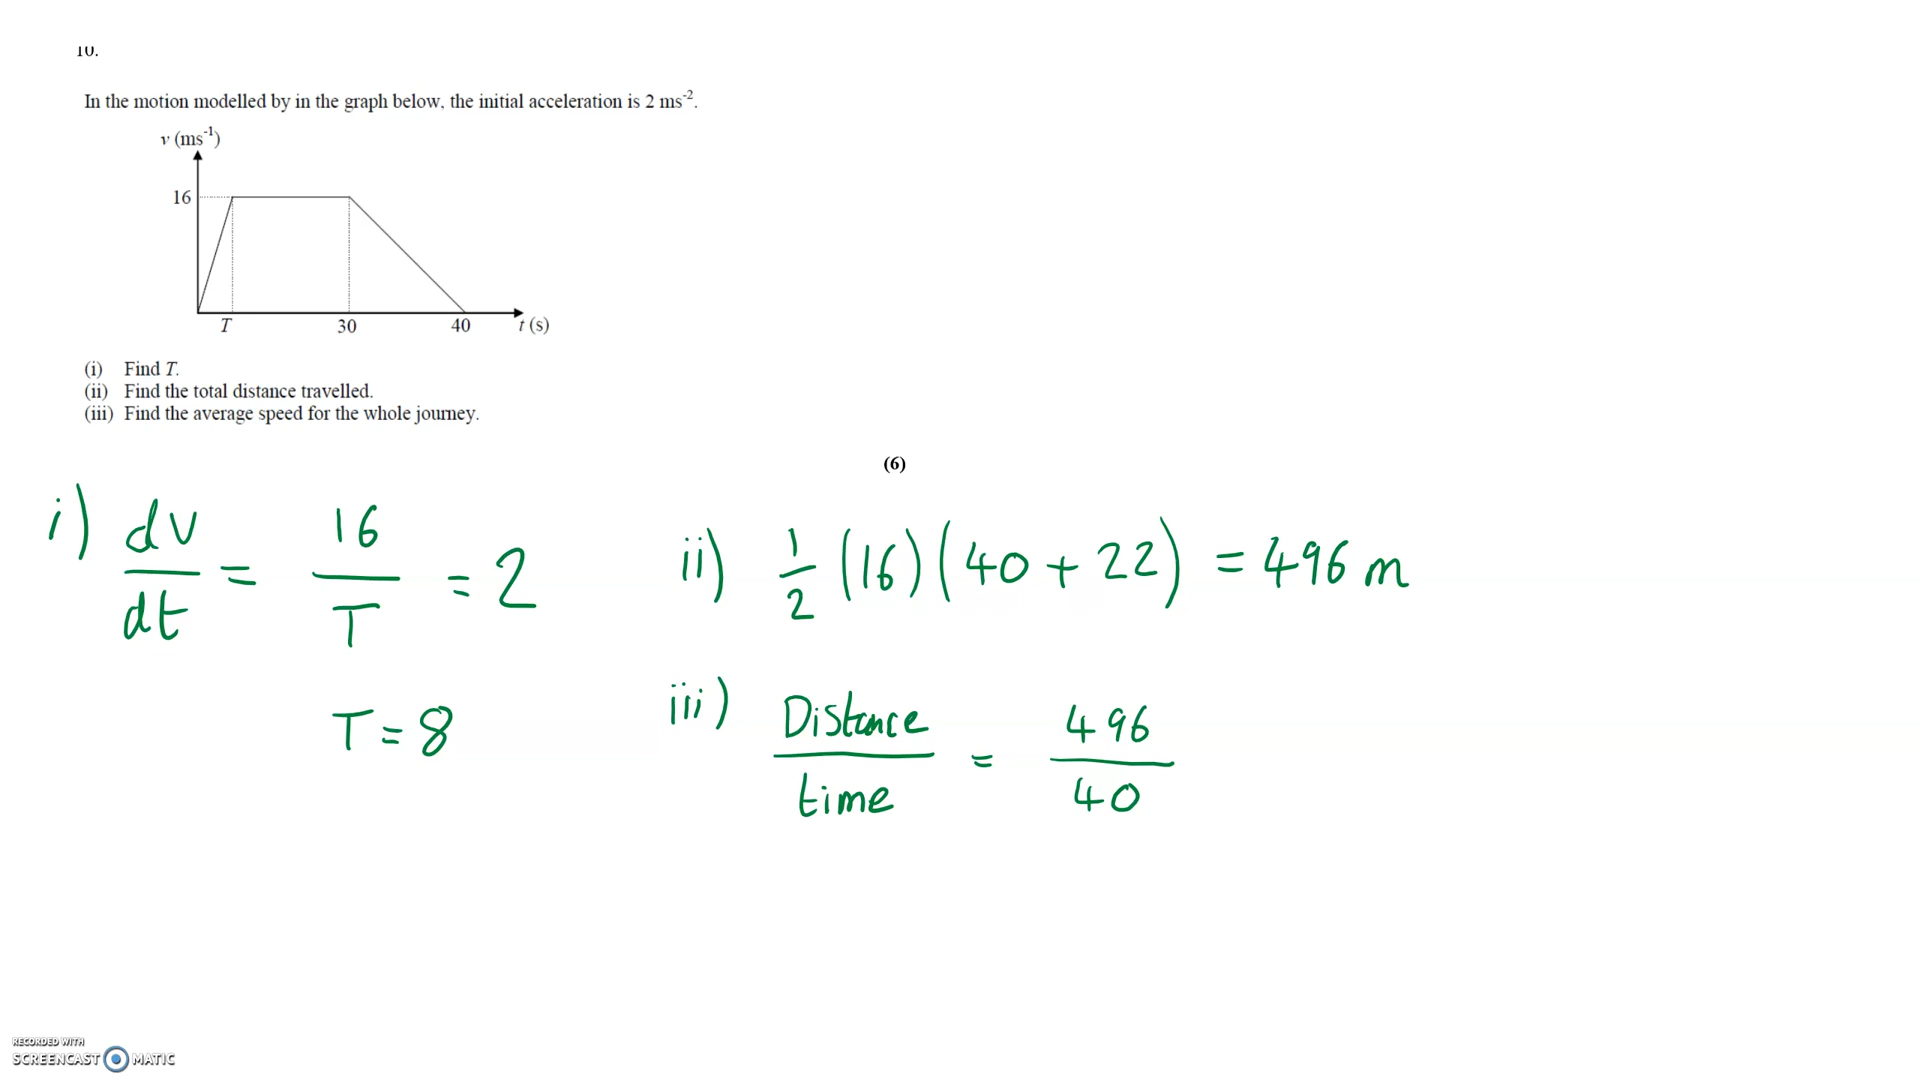 10.
In the motion modelled by in the graph below, the initial acceleration is 2 ms⁻².
v (ms⁻¹)
16
T 30 40 t (s)
(i) Find T.
(ii) Find the total distance travelled.
(iii) Find the average speed for the whole journey.
(6)
i) dv/dt = 16/T = 2
T = 8
ii) 1/2 (16)(40 + 22) = 496 m
iii) Distance/time = 496/40
RECORDED WITH
SCREENCAST MATIC